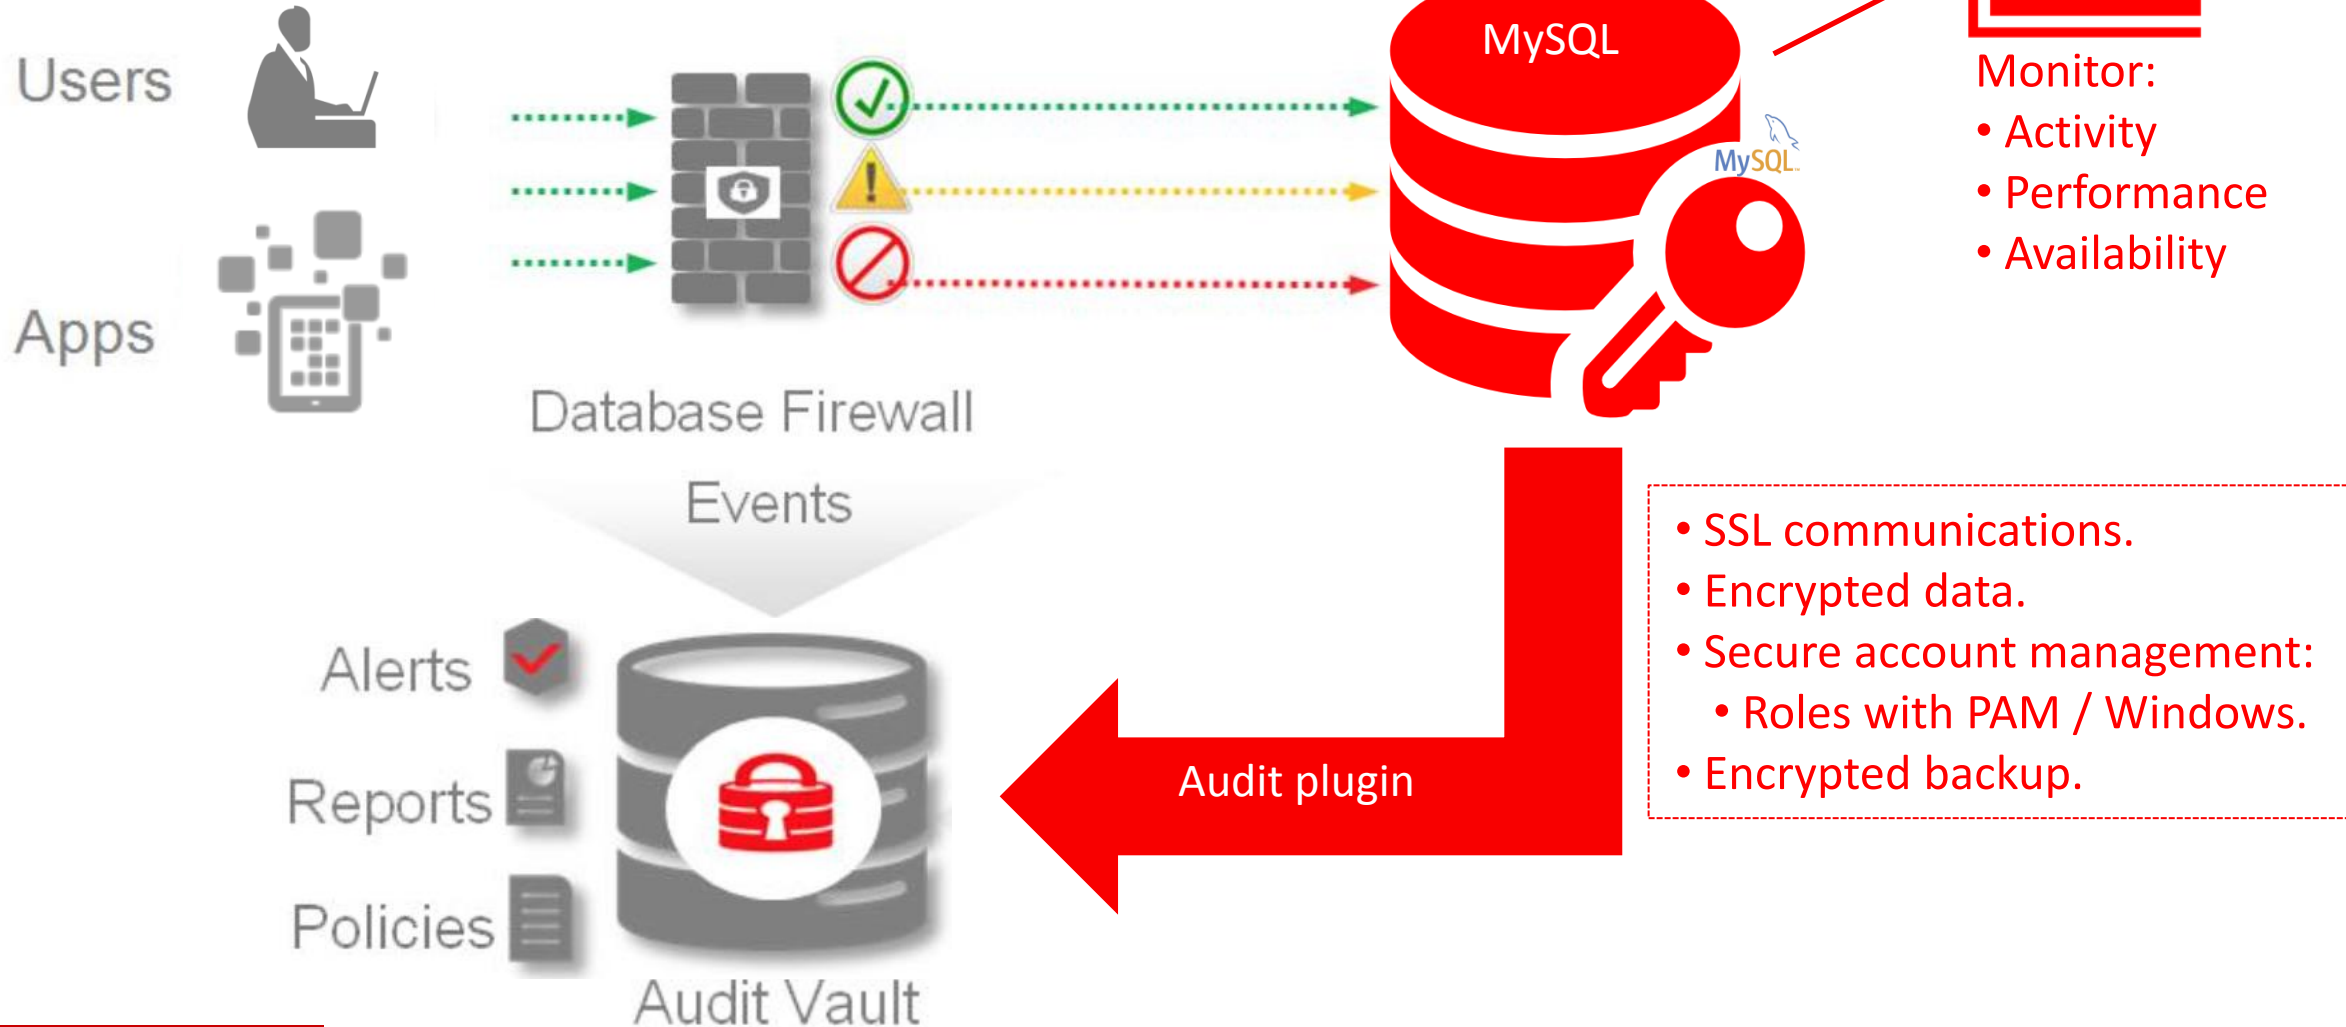 Users
Apps
Database Firewall
Events
Alerts
Reports
Policies
Audit Vault
MySQL
MySQL
Monitor:
• Activity
• Performance
• Availability
• SSL communications.
• Encrypted data.
• Secure account management:
• Roles with PAM / Windows.
• Encrypted backup.
Audit plugin